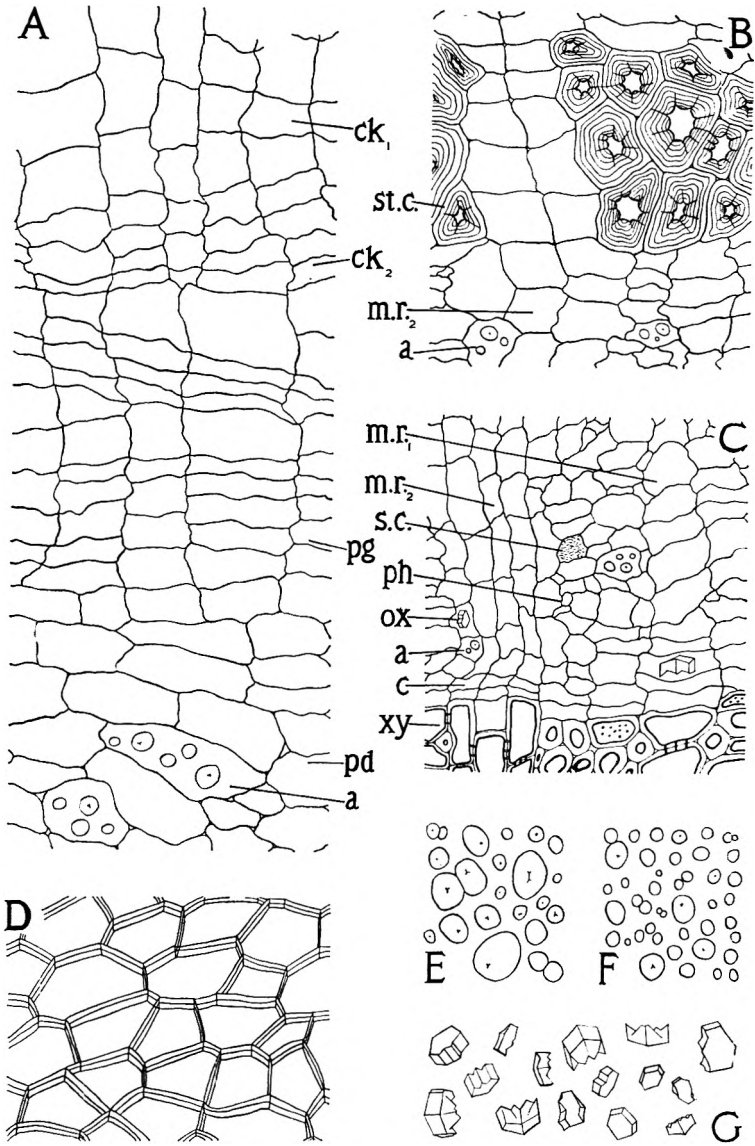 A
ck₁
ck₂
pg
pd
a
B
st.c.
m.r.₂
a
C
m.r.₁
m.r.₂
s.c.
ph
ox
a
c
xy
D
E
F
G